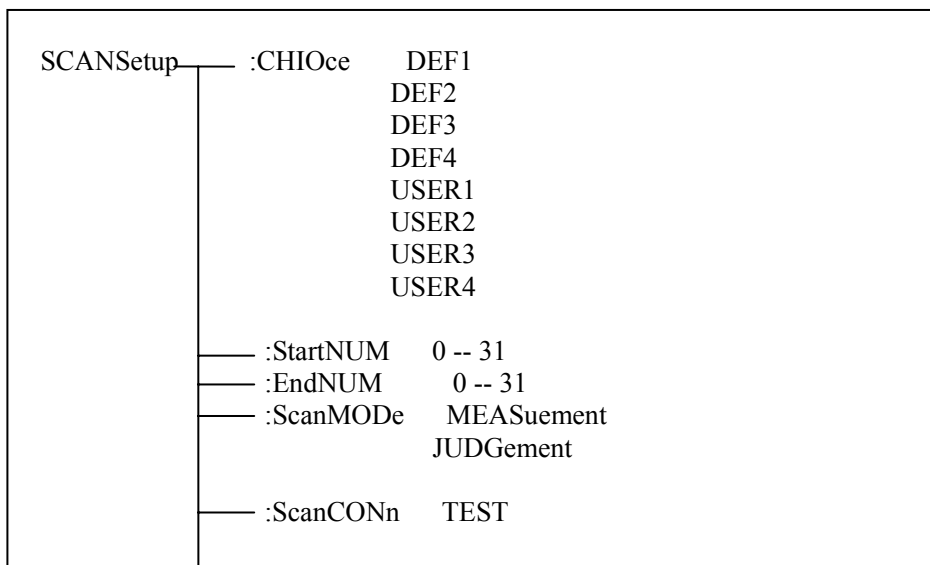 SCANSetup :CHIOce DEF1
DEF2
DEF3
DEF4
USER1
USER2
USER3
USER4
:StartNUM 0 -- 31
:EndNUM 0 -- 31
:ScanMODe MEASuement
JUDGement
:ScanCONn TEST